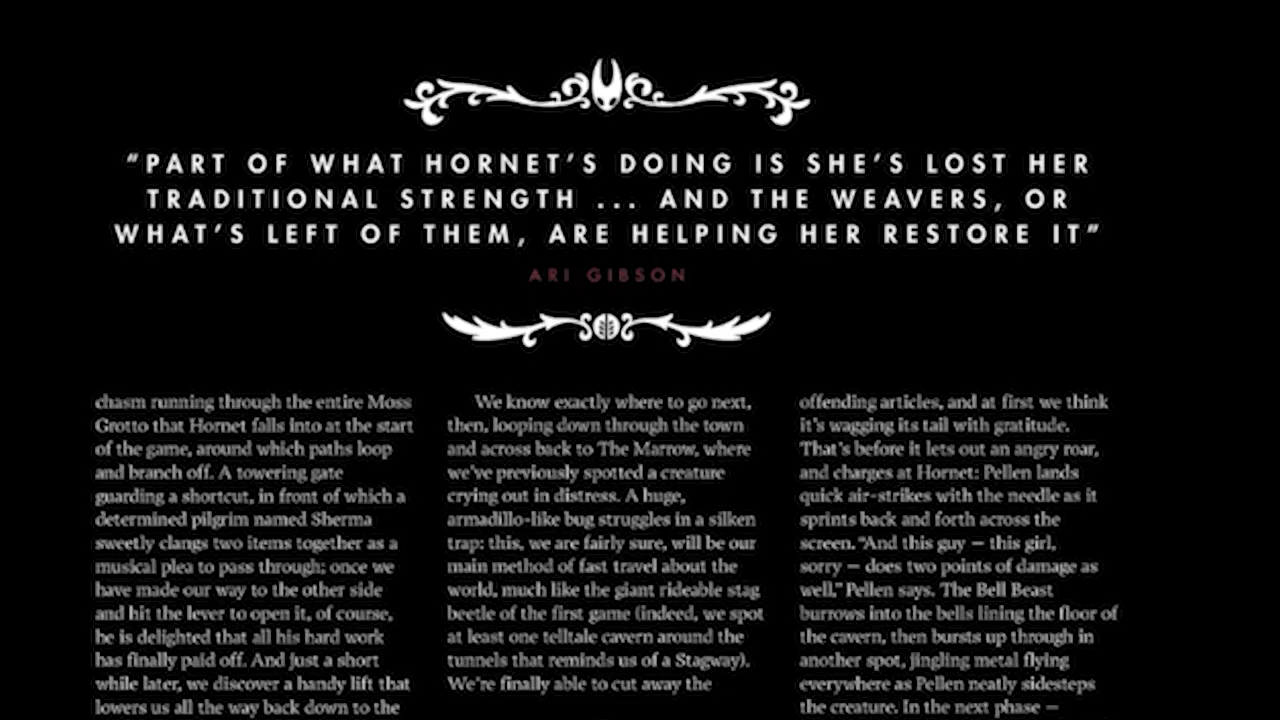 “PART OF WHAT HORNET’S DOING IS SHE’S LOST HER
TRADITIONAL STRENGTH ... AND THE WEAVERS, OR
WHAT’S LEFT OF THEM, ARE HELPING HER RESTORE IT”
ARI GIBSON
chasm running through the entire Moss
Grotto that Hornet falls into at the start
of the game, around which paths loop
and branch off. A towering gate
guarding a shortcut, in front of which a
determined pilgrim named Sherma
sweetly clangs two items together as a
musical plea to pass through; once we
have made our way to the other side
and hit the lever to open it, of course,
he is delighted that all his hard work
has finally paid off. And just a short
while later, we discover a handy lift that
lowers us all the way back down to the
We know exactly where to go next,
then, looping down through the town
and across back to The Marrow, where
we’ve previously spotted a creature
crying out in distress. A huge,
armadillo-like bug struggles in a silken
trap: this, we are fairly sure, will be our
main method of fast travel about the
world, much like the giant rideable stag
beetle of the first game (indeed, we spot
at least one telltale cavern around the
tunnels that reminds us of a Stagway).
We’re finally able to cut away the
offending articles, and at first we think
it’s wagging its tail with gratitude.
That’s before it lets out an angry roar,
and charges at Hornet: Pellen lands
quick air-strikes with the needle as it
sprints back and forth across the
screen. “And this guy — this girl,
sorry — does two points of damage as
well,” Pellen says. The Bell Beast
burrows into the bells lining the floor of
the cavern, then bursts up through in
another spot, jingling metal flying
everywhere as Pellen neatly sidesteps
the creature. In the next phase —